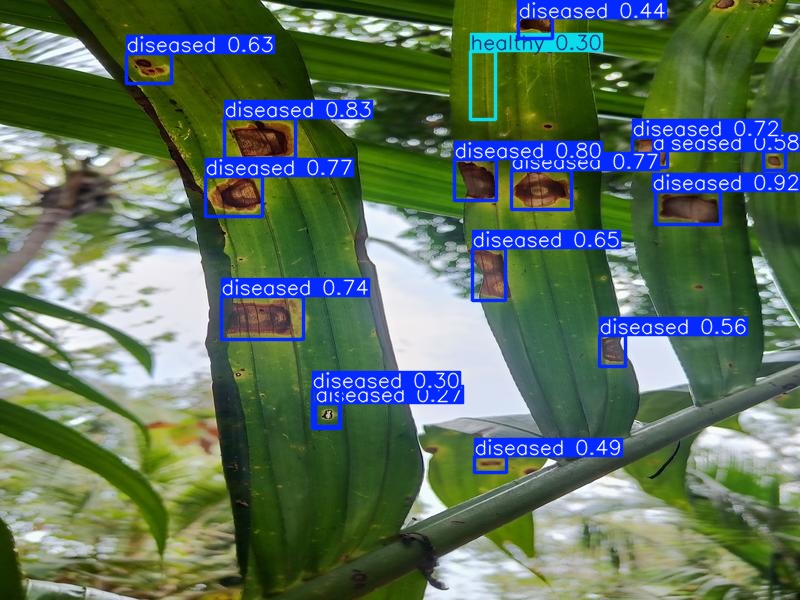 diseased 0.44
diseased 0.63
healthy 0.30
diseased 0.83
diseased 0.72
a seased 0.58
diseased 0.80
diseased 0.77
diseased 0.77
diseased 0.92
diseased 0.65
diseased 0.74
diseased 0.56
diseased 0.30
diseased 0.27
diseased 0.49